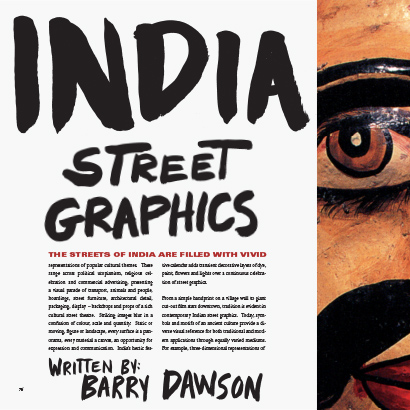 INDIA
STREET
GRAPHICS
THE STREETS OF INDIA ARE FILLED WITH VIVID
representations of popular cultural themes. These
range across political utopianism, religious cel-
ebration and commercial advertising, presenting
a visual parade of transport, animals and people,
hoardings, street furniture, architectural detail,
packaging, display – backdrops and props of a rich
cultural street theatre. Striking images blur in a
confusion of colour, scale and quantity. Static or
moving, figure or landscape, every surface is a pan-
orama, every material a canvas, an opportunity for
expression and communication. India's hectic fes-
tive calendar adds transient decorative layers of dye,
paint, flowers and lights over a continuous celebra-
tion of street graphics.
From a simple handprint on a village wall to giant
cut-out film stars downtown, tradition is evident in
contemporary Indian street graphics. Today, sym-
bols and motifs of an ancient culture provide a di-
verse visual reference for both traditional and mod-
ern applications through equally varied mediums.
For example, three-dimensional representations of
WRITTEN BY:
BARRY DAWSON